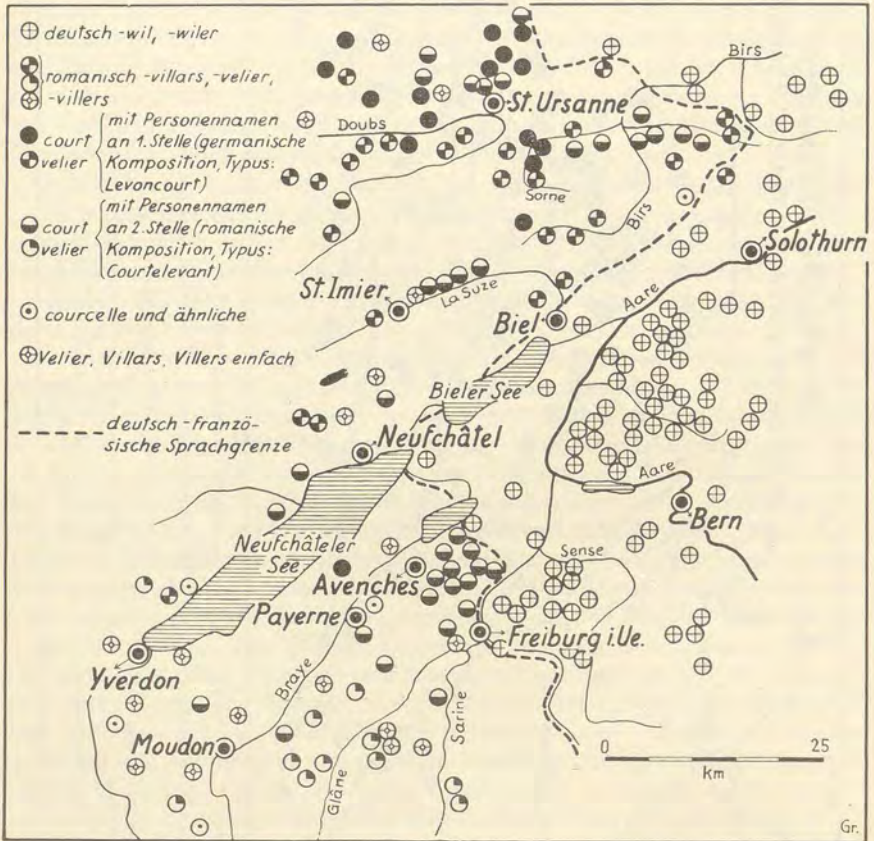 deutsch -wil, -wiler
romanisch -villars, -velier,
-villers
mit Personennamen
court an 1. Stelle (germanische
velier Komposition, Typus:
Levoncourt)
mit Personennamen
court an 2. Stelle (romanische
velier Komposition, Typus:
Courtelevant)
courcelle und ähnliche
Velier, Villars, Villers einfach
deutsch-franzö-
sische Sprachgrenze
Birs
St. Ursanne
Doubs
Sorne
Birs
Solothurn
St. Imier
La Suze
Aare
Biel
Bieler See
Neufchâtel
Aare
Bern
Neufchâteler
See
Sense
Avenches
Payerne
Freiburg i. Ue.
Yverdon
Braye
Sarine
Moudon
Glâne
0 25
km
Gr.